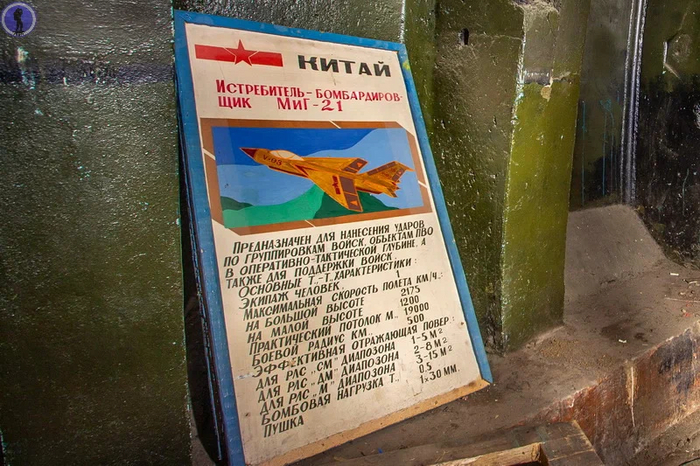 КИТАЙ
ИСТРЕБИТЕЛЬ-БОМБАРДИРОВ-
ЩИК МИГ-21
ПРЕДНАЗНАЧЕН ДЛЯ НАНЕСЕНИЯ УДАРОВ
ПО ГРУППИРОВКАМ ВОЙСК, ОБЪЕКТАМ ПВО
В ОПЕРАТИВНО-ТАКТИЧЕСКОЙ ГЛУБИНЕ, А
ТАКЖЕ ДЛЯ ПОДДЕРЖКИ ВОЙСК.
ОСНОВНЫЕ Т.-Т. ХАРАКТЕРИСТИКИ:
ЭКИПАЖ ЧЕЛОВЕК. 1
МАКСИМАЛЬНАЯ СКОРОСТЬ ПОЛЕТА КМ/Ч.:
НА БОЛЬШОЙ ВЫСОТЕ 2175
НА МАЛОЙ ВЫСОТЕ 1200
ПРАКТИЧЕСКИЙ ПОТОЛОК М., 19000
БОЕВОЙ РАДИУС КМ., 500
ЭФФЕКТИВНАЯ ОТРАЖАЮЩАЯ ПОВЕР.:
ДЛЯ РЛС „СМ" ДИАПОЗОНА 1-5 М²
ДЛЯ РЛС „ДМ" ДИАПОЗОНА 2-8 М²
ДЛЯ РЛС „М" ДИАПОЗОНА 3-15 М²
БОМБОВАЯ НАГРУЗКА Т., 0,5
ПУШКА 1×30 ММ.